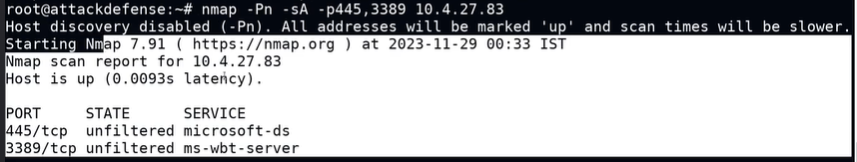 root@attackdefense:~# nmap -Pn -sA -p445,3389 10.4.27.83
Host discovery disabled (-Pn). All addresses will be marked 'up' and scan times will be slower.
Starting Nmap 7.91 ( https://nmap.org ) at 2023-11-29 00:33 IST
Nmap scan report for 10.4.27.83
Host is up (0.0093s latency).
PORT     STATE      SERVICE
445/tcp  unfiltered microsoft-ds
3389/tcp unfiltered ms-wbt-server